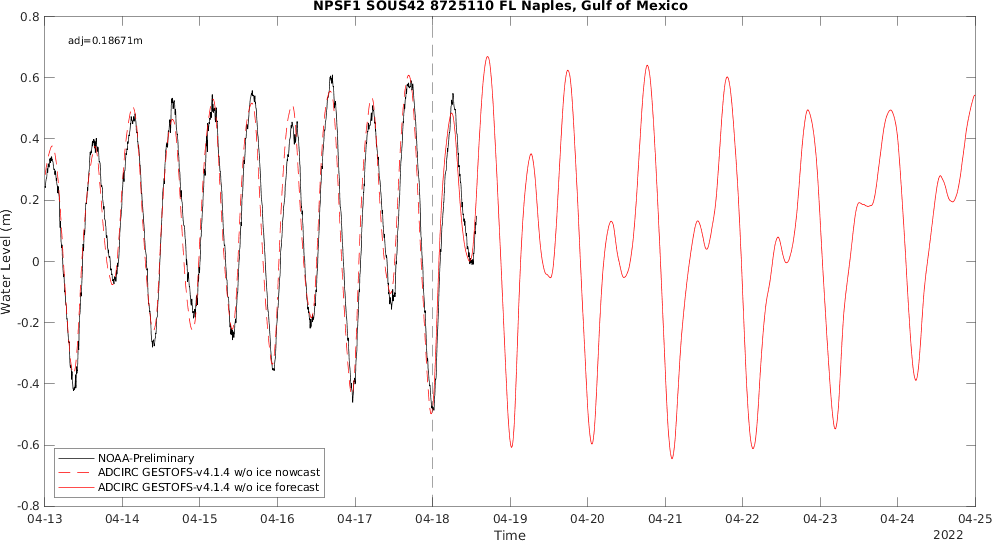 NPSF1 SOUS42 8725110 FL Naples, Gulf of Mexico
adj=0.18671m
Water Level (m)
0.8
0.6
0.4
0.2
0
-0.2
-0.4
-0.6
-0.8
NOAA-Preliminary
ADCIRC GESTOFS-v4.1.4 w/o ice nowcast
ADCIRC GESTOFS-v4.1.4 w/o ice forecast
04-13 04-14 04-15 04-16 04-17 04-18 04-19 04-20 04-21 04-22 04-23 04-24 04-25
Time
2022